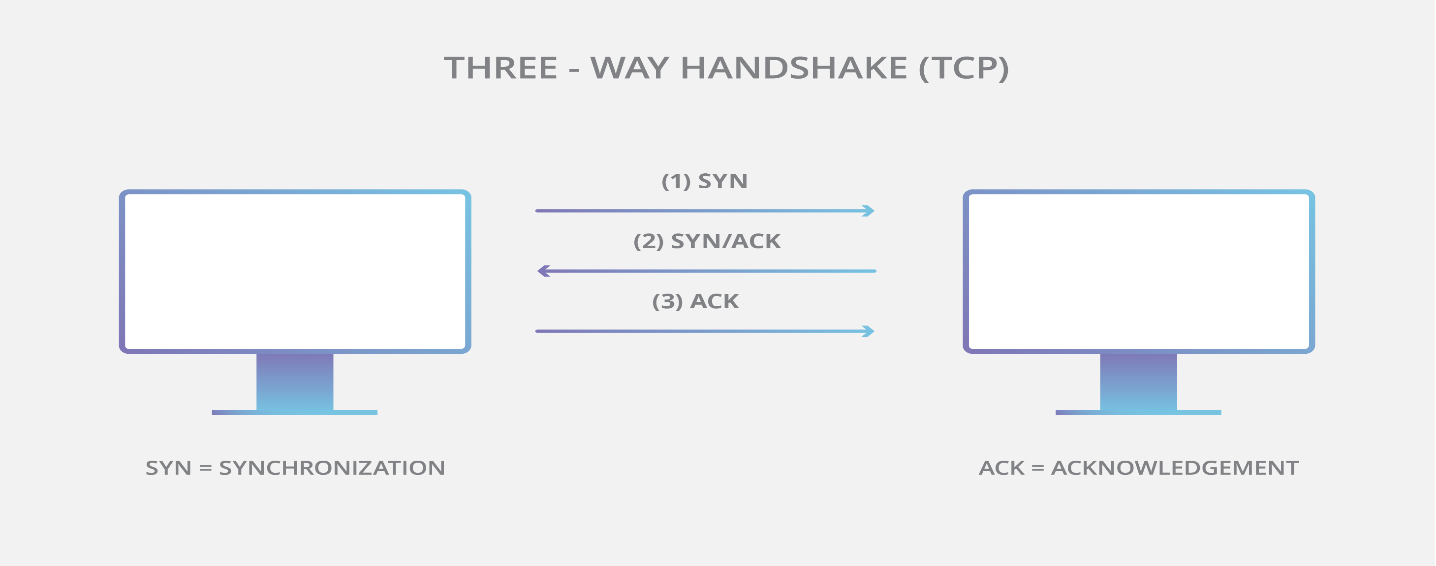 THREE - WAY HANDSHAKE (TCP)
(1) SYN
(2) SYN/ACK
(3) ACK
SYN = SYNCHRONIZATION
ACK = ACKNOWLEDGEMENT